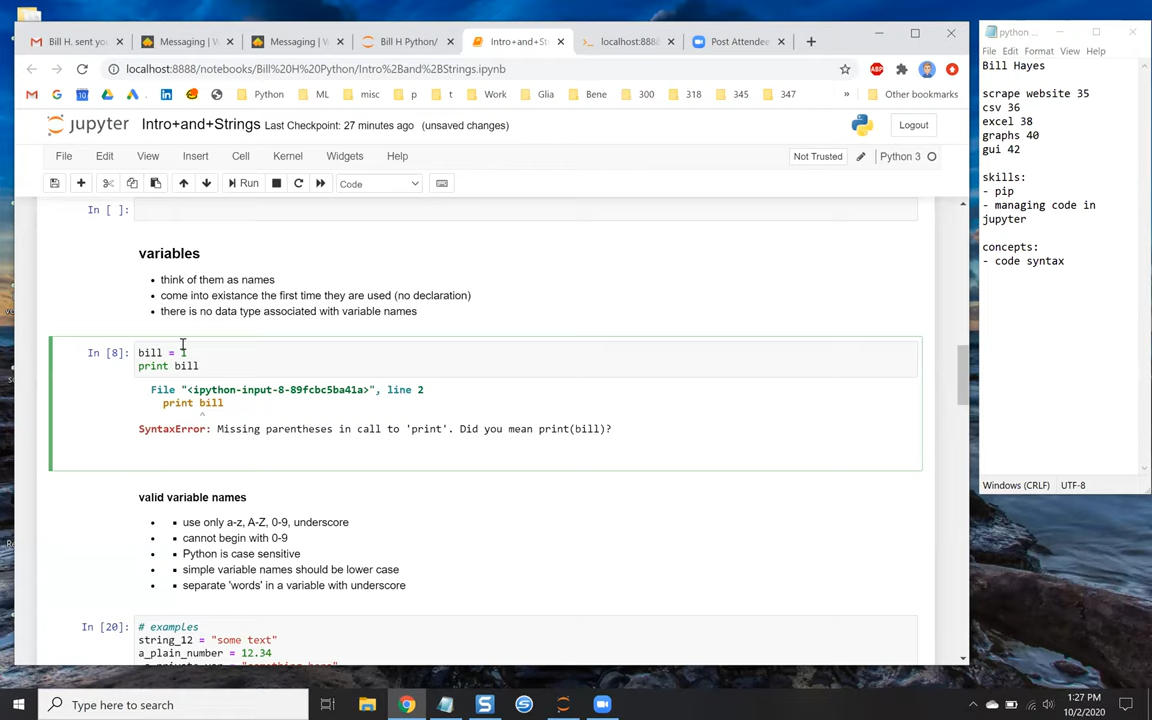 Bill H. sent you
Messaging | W
Messaging | W
Bill H Python/
Intro+and+Str
localhost:8888
Post Attendee
localhost:8888/notebooks/Bill%20H%20Python/Intro%2Band%2BStrings.ipynb
Python
ML
misc
p
t
Work
Glia
Bene
300
318
345
347
»
Other bookmarks
jupyter
Intro+and+Strings
Last Checkpoint: 27 minutes ago (unsaved changes)
Logout
File
Edit
View
Insert
Cell
Kernel
Widgets
Help
Not Trusted
Python 3
Run
Code
In [ ]:
variables
• think of them as names
• come into existance the first time they are used (no declaration)
• there is no data type associated with variable names
In [8]:
bill = 1
print bill
File "<ipython-input-8-89fcbc5ba41a>", line 2
print bill
^
SyntaxError: Missing parentheses in call to 'print'. Did you mean print(bill)?
valid variable names
use only a-z, A-Z, 0-9, underscore
cannot begin with 0-9
Python is case sensitive
simple variable names should be lower case
separate 'words' in a variable with underscore
In [20]:
# examples
string_12 = "some text"
a_plain_number = 12.34
python ...
File Edit Format View Help
Bill Hayes
scrape website 35
csv 36
excel 38
graphs 40
gui 42
skills:
- pip
- managing code in
jupyter
concepts:
- code syntax
Windows (CRLF)
UTF-8
Type here to search
1:27 PM
10/2/2020